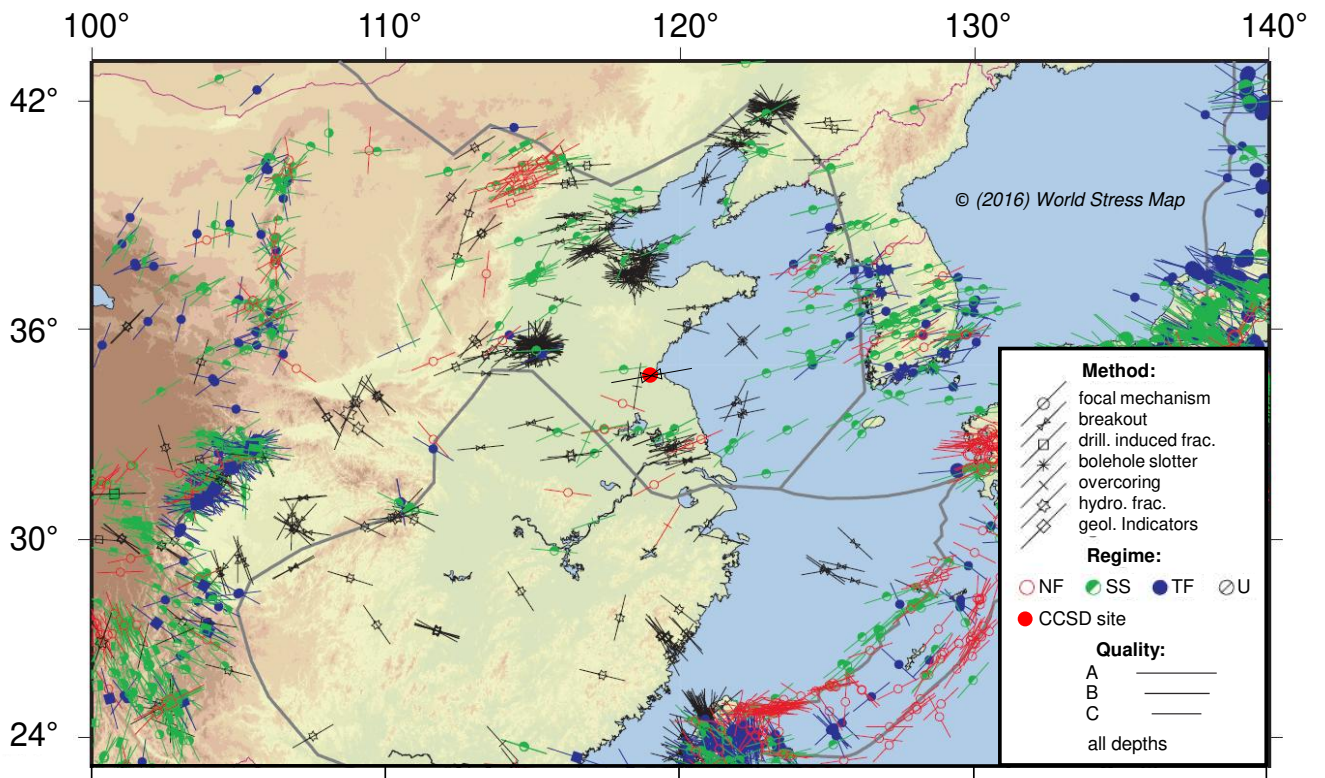 100° 110° 120° 130° 140°
42°
© (2016) World Stress Map
36°
30°
24°
Method:
focal mechanism
breakout
drill. induced frac.
bolehole slotter
overcoring
hydro. frac.
geol. Indicators
Regime:
NF SS TF U
CCSD site
Quality:
A
B
C
all depths